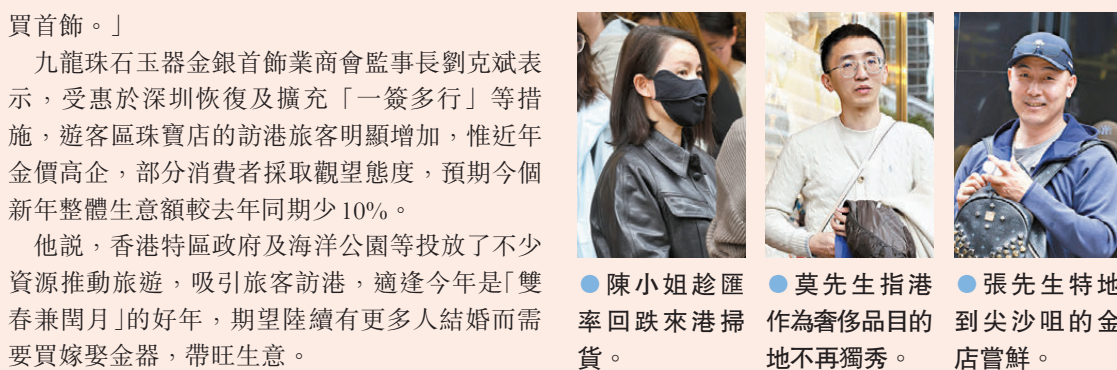 買首飾。」
九龍珠石玉器金銀首飾業商會監事長劉克斌表
示，受惠於深圳恢復及擴充「一簽多行」等措
施，遊客區珠寶店的訪港旅客明顯增加，惟近年
金價高企，部分消費者採取觀望態度，預期今個
新年整體生意額較去年同期少10%。
他說，香港特區政府及海洋公園等投放了不少
資源推動旅遊，吸引旅客訪港，適逢今年是「雙
春兼閏月」的好年，期望陸續有更多人結婚而需
要買嫁娶金器，帶旺生意。
●陳小姐趁匯
率回跌來港掃
貨。
●莫先生指港
作為奢侈品目的
地不再獨秀。
●張先生特地
到尖沙咀的金
店嘗鮮。